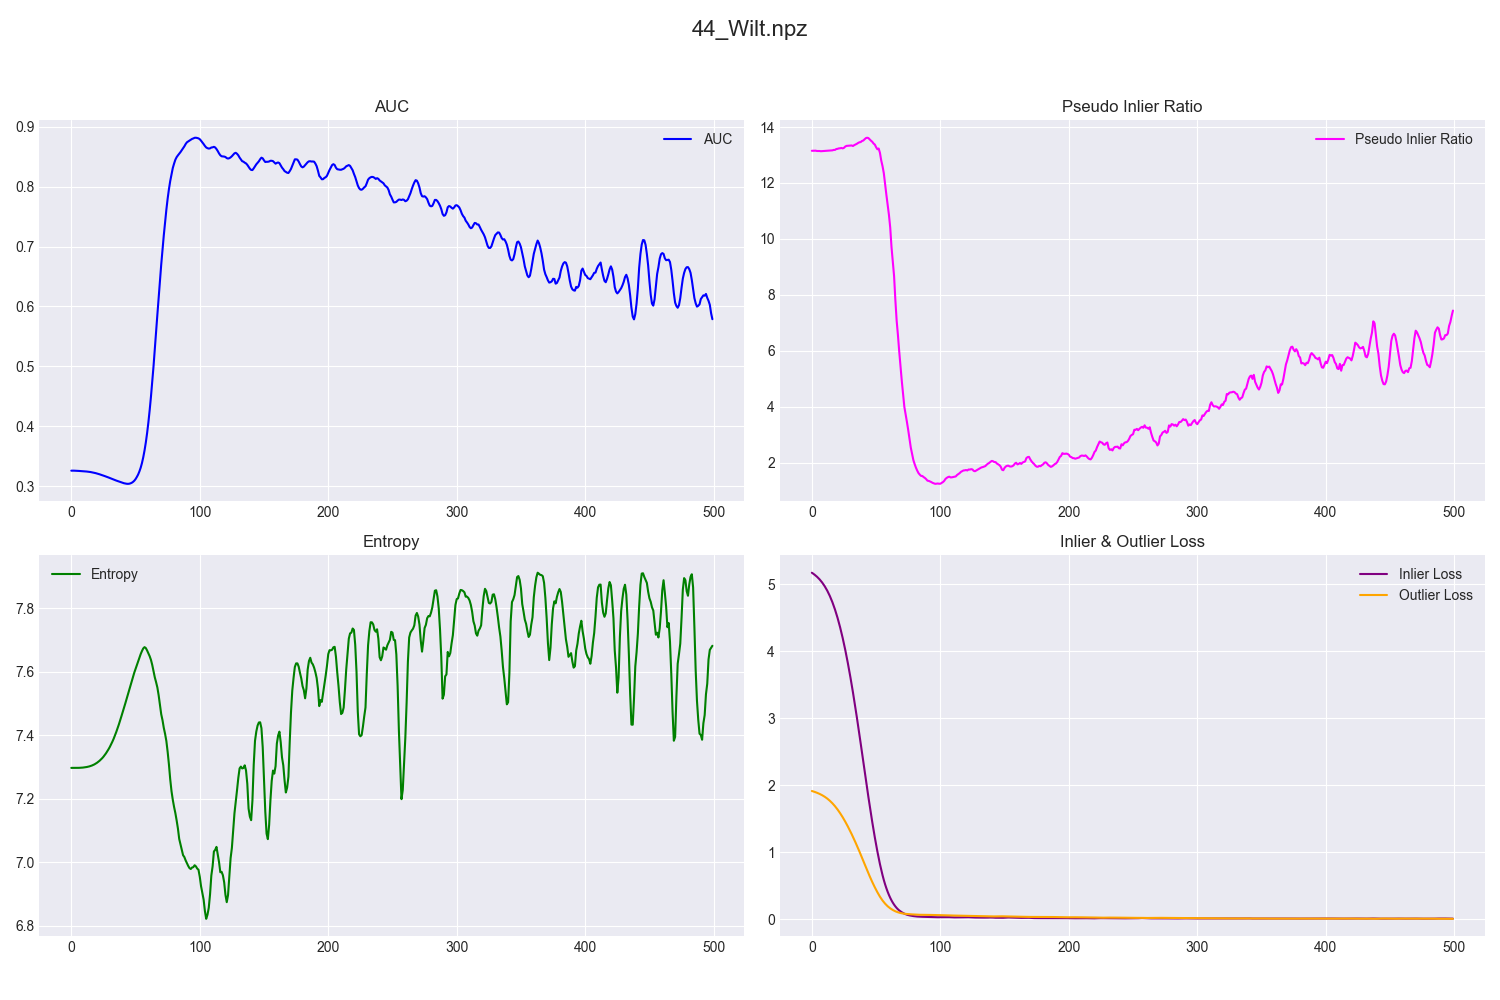 44_Wilt.npz
AUC
0.9
0.8
0.7
0.6
0.5
0.4
0.3
0 100 200 300 400 500
AUC
Pseudo Inlier Ratio
14
12
10
8
6
4
2
0 100 200 300 400 500
Pseudo Inlier Ratio
Entropy
7.8
7.6
7.4
7.2
7.0
6.8
0 100 200 300 400 500
Entropy
Inlier & Outlier Loss
5
4
3
2
1
0
0 100 200 300 400 500
Inlier Loss
Outlier Loss